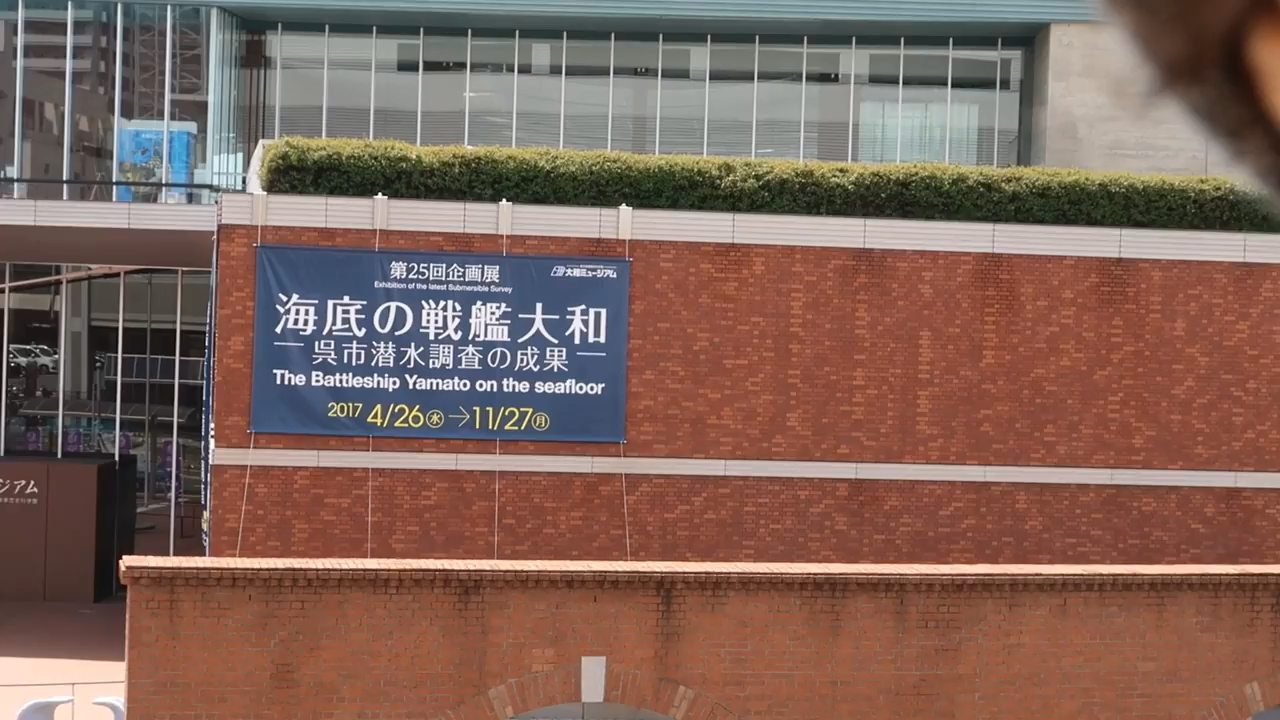 第25回企画展
大和ミュージアム
Exhibition of the latest Submersible Survey
海底の戦艦大和
呉市潜水調査の成果
The Battleship Yamato on the seafloor
2017 4/26㊌→11/27㊊
ジアム